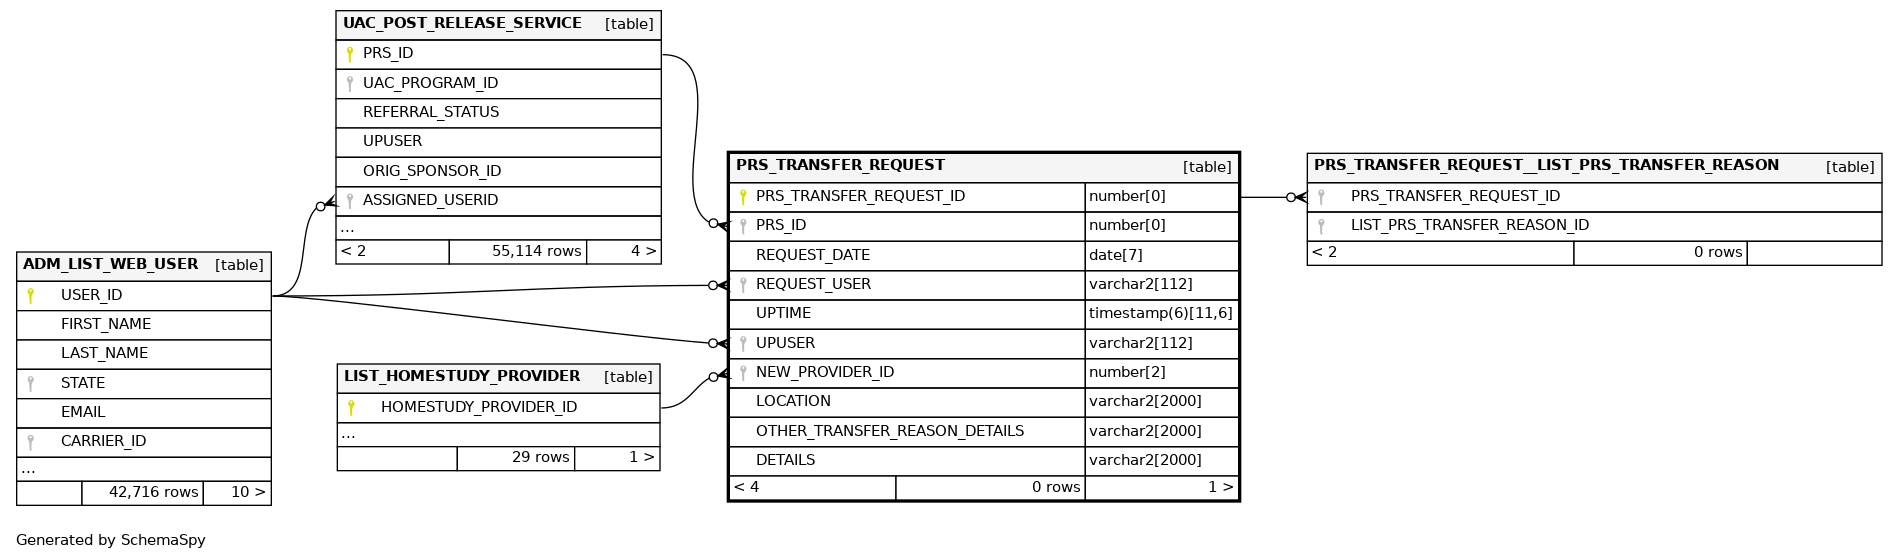 UAC_POST_RELEASE_SERVICE [table]
PRS_ID
UAC_PROGRAM_ID
REFERRAL_STATUS
UPUSER
ORIG_SPONSOR_ID
ASSIGNED_USERID
...
< 2 55,114 rows 4 >
ADM_LIST_WEB_USER [table]
USER_ID
FIRST_NAME
LAST_NAME
STATE
EMAIL
CARRIER_ID
...
42,716 rows 10 >
LIST_HOMESTUDY_PROVIDER [table]
HOMESTUDY_PROVIDER_ID
...
29 rows 1 >
PRS_TRANSFER_REQUEST [table]
PRS_TRANSFER_REQUEST_ID number[0]
PRS_ID number[0]
REQUEST_DATE date[7]
REQUEST_USER varchar2[112]
UPTIME timestamp(6)[11,6]
UPUSER varchar2[112]
NEW_PROVIDER_ID number[2]
LOCATION varchar2[2000]
OTHER_TRANSFER_REASON_DETAILS varchar2[2000]
DETAILS varchar2[2000]
< 4 0 rows 1 >
PRS_TRANSFER_REQUEST__LIST_PRS_TRANSFER_REASON [table]
PRS_TRANSFER_REQUEST_ID
LIST_PRS_TRANSFER_REASON_ID
< 2 0 rows
Generated by SchemaSpy